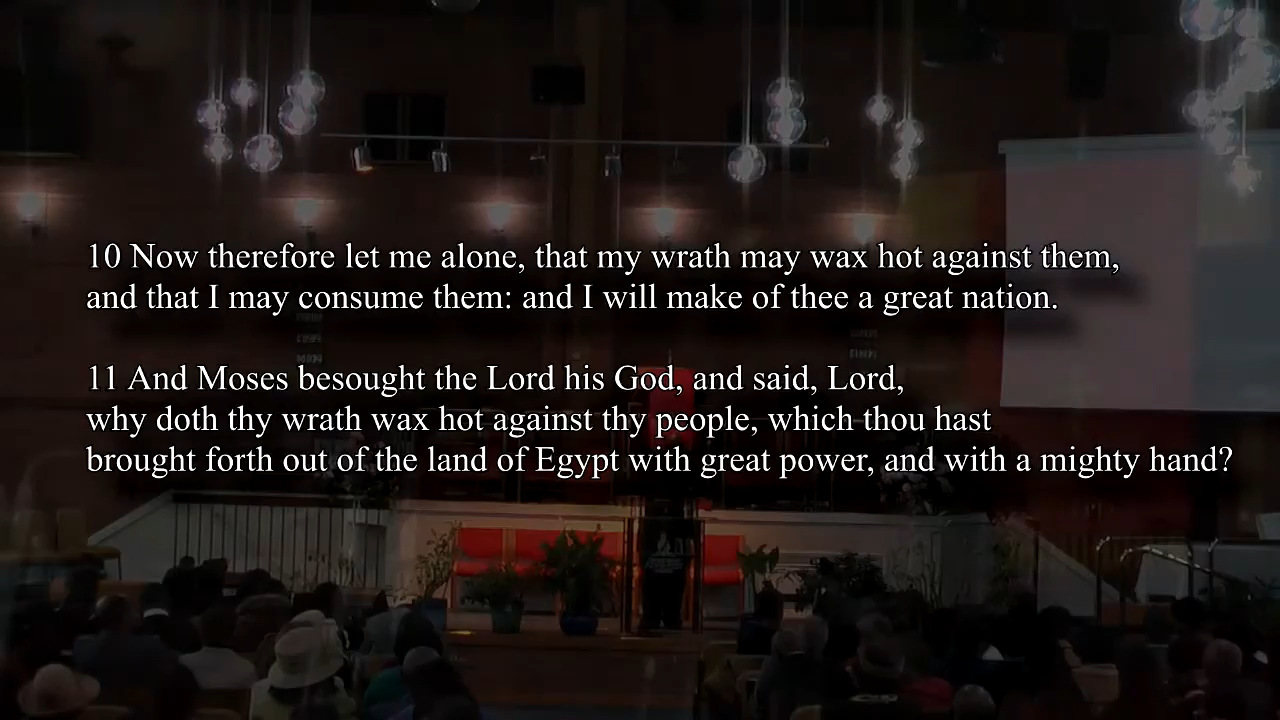 10 Now therefore let me alone, that my wrath may wax hot against them,
and that I may consume them: and I will make of thee a great nation.
11 And Moses besought the Lord his God, and said, Lord,
why doth thy wrath wax hot against thy people, which thou hast
brought forth out of the land of Egypt with great power, and with a mighty hand?